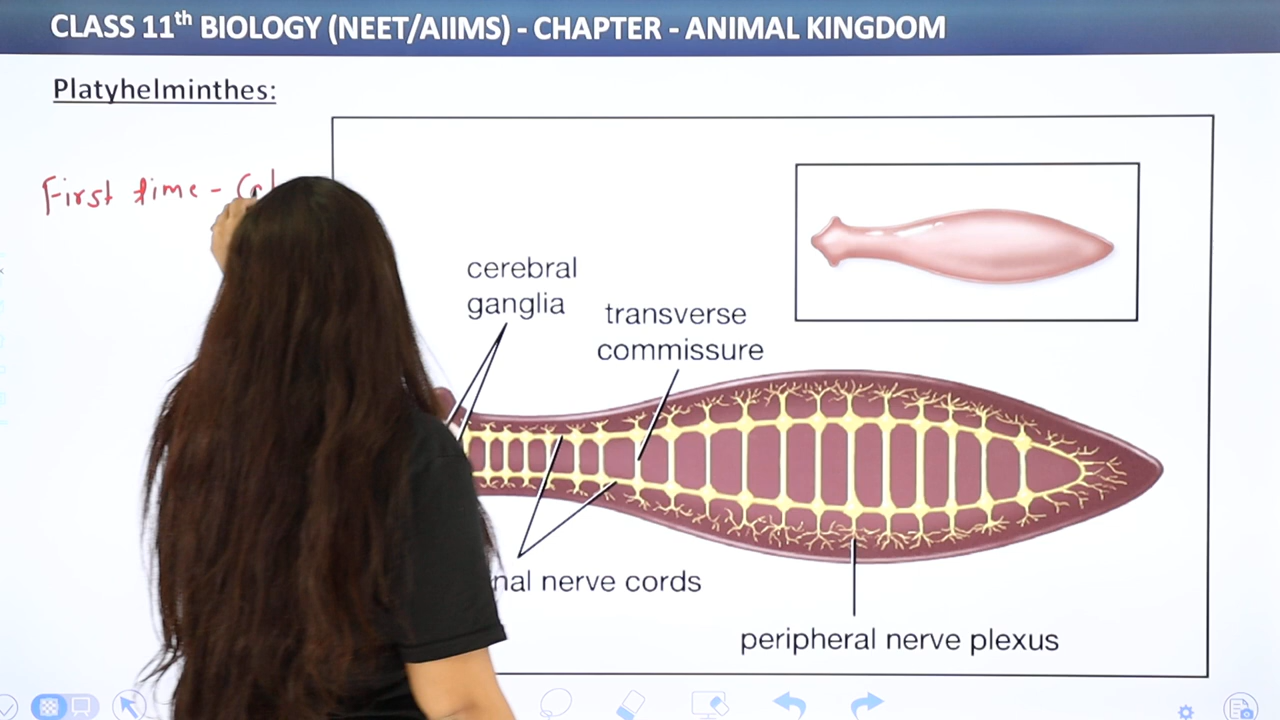 CLASS 11th BIOLOGY (NEET/AIIMS) - CHAPTER - ANIMAL KINGDOM
Platyhelminthes:
First time -
cerebral
ganglia
transverse
commissure
nal nerve cords
peripheral nerve plexus